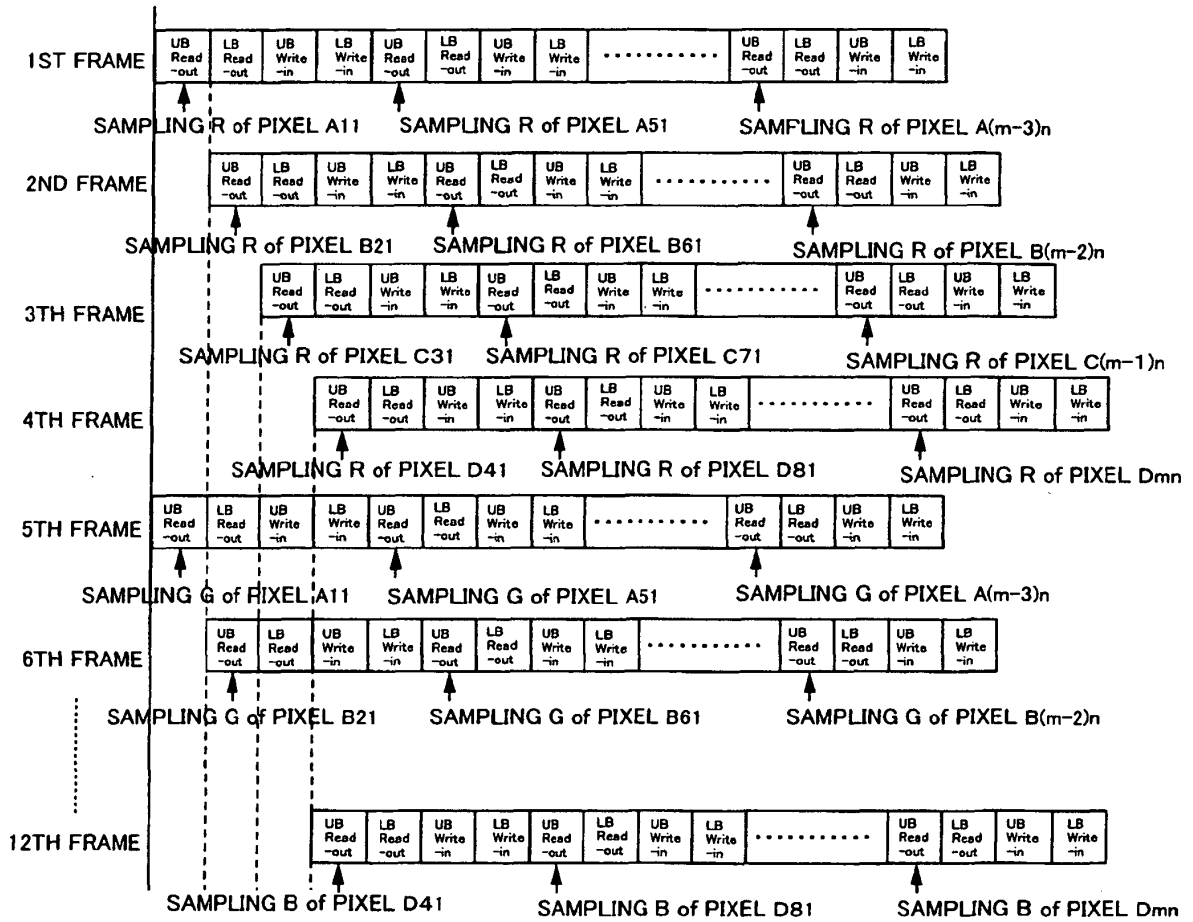 1ST FRAME
UB Read -out LB Read -out UB Write -in LB Write -in UB Read -out LB Read -out UB Write -in LB Write -in ・・・・・・・・・・・・ UB Read -out LB Read -out UB Write -in LB Write -in
SAMPLING R of PIXEL A11 SAMPLING R of PIXEL A51 SAMFLING R of PIXEL A(m-3)n
2ND FRAME
UB Read -out LB Read -out UB Write -in LB Write -in UB Read -out LB Read -out UB Write -in LB Write -in ・・・・・・・・・・・・ UB Read -out LB Read -out UB Write -in LB Write -in
SAMPLING R of PIXEL B21 SAMPLING R of PIXEL B61 SAMPLING R of PIXEL B(m-2)n
3TH FRAME
UB Read -out LB Read -out UB Write -in LB Write -in UB Read -out LB Read -out UB Write -in LB Write -in ・・・・・・・・・・・・ UB Read -out LB Read -out UB Write -in LB Write -in
SAMPLING R of PIXEL C31 SAMPLING R of PIXEL C71 SAMPLING R of PIXEL C(m-1)n
4TH FRAME
UB Read -out LB Read -out UB Write -in LB Write -in UB Read -out LB Read -out UB Write -in LB Write -in ・・・・・・・・・・・・ UB Read -out LB Read -out UB Write -in LB Write -in
SAMPLING R of PIXEL D41 SAMPLING R of PIXEL D81 SAMPLING R of PIXEL Dmn
5TH FRAME
UB Read -out LB Read -out UB Write -in LB Write -in UB Read -out LB Read -out UB Write -in LB Write -in ・・・・・・・・・・・・ UB Read -out LB Read -out UB Write -in LB Write -in
SAMPLING G of PIXEL A11 SAMPLING G of PIXEL A51 SAMPLING G of PIXEL A(m-3)n
6TH FRAME
UB Read -out LB Read -out UB Write -in LB Write -in UB Read -out LB Read -out UB Write -in LB Write -in ・・・・・・・・・・・・ UB Read -out LB Read -out UB Write -in LB Write -in
SAMPLING G of PIXEL B21 SAMPLING G of PIXEL B61 SAMPLING G of PIXEL B(m-2)n
12TH FRAME
UB Read -out LB Read -out UB Write -in LB Write -in UB Read -out LB Read -out UB Write -in LB Write -in ・・・・・・・・・・・・ UB Read -out LB Read -out UB Write -in LB Write -in
SAMPLING B of PIXEL D41 SAMPLING B of PIXEL D81 SAMPLING B of PIXEL Dmn